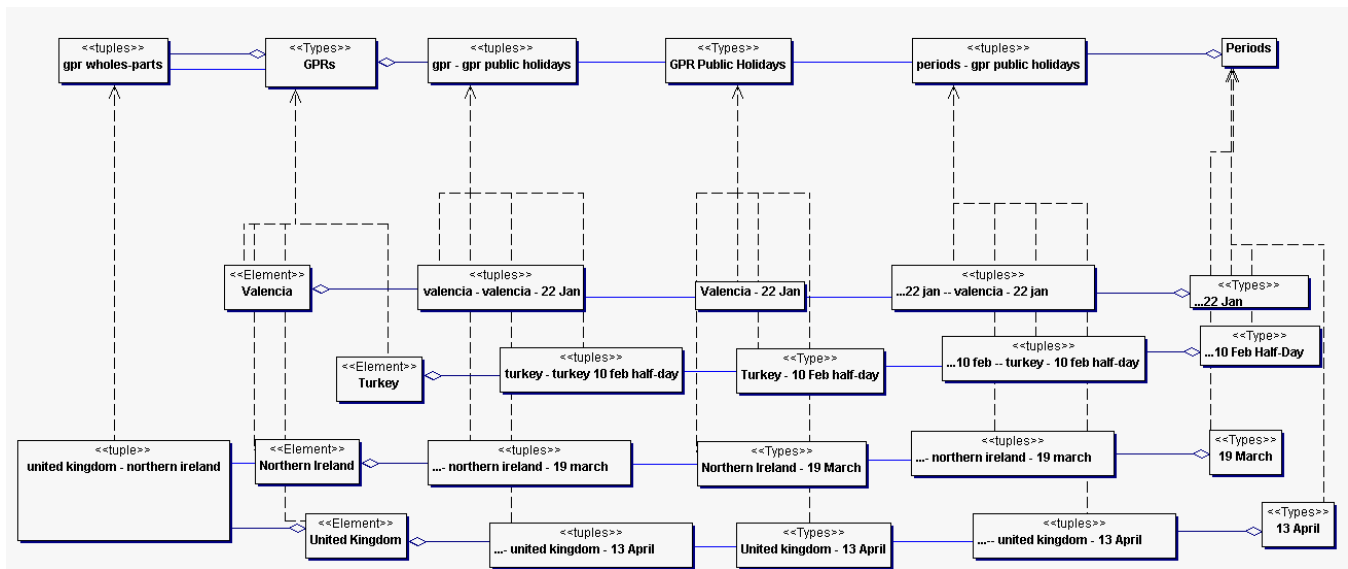 <<tuples>>
gpr wholes-parts
<<Types>>
GPRs
<<tuples>>
gpr - gpr public holidays
<<Types>>
GPR Public Holidays
<<tuples>>
periods - gpr public holidays
Periods
<<Element>>
Valencia
<<tuples>>
valencia - valencia - 22 Jan
Valencia - 22 Jan
<<tuples>>
...22 jan -- valencia - 22 jan
<<Types>>
...22 Jan
<<Element>>
Turkey
<<tuples>>
turkey - turkey 10 feb half-day
<<Type>>
Turkey - 10 Feb half-day
<<tuples>>
...10 feb -- turkey - 10 feb half-day
<<Type>>
...10 Feb Half-Day
<<tuple>>
united kingdom - northern ireland
<<Element>>
Northern Ireland
<<tuples>>
...- northern ireland - 19 march
<<Types>>
Northern Ireland - 19 March
<<tuples>>
...- northern ireland - 19 march
<<Types>>
19 March
<<Element>>
United Kingdom
<<tuples>>
...- united kingdom - 13 April
<<Types>>
United kingdom - 13 April
<<tuples>>
...-- united kingdom - 13 April
<<Types>>
13 April